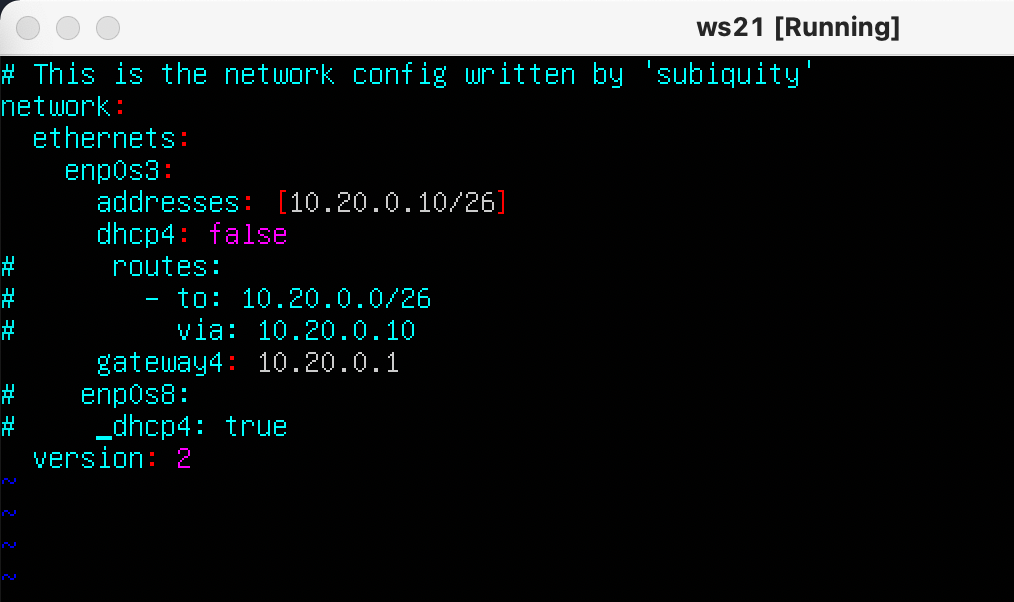 ws21 [Running]
# This is the network config written by 'subiquity'
network:
  ethernets:
    enp0s3:
      addresses: [10.20.0.10/26]
      dhcp4: false
#      routes:
#        - to: 10.20.0.0/26
#          via: 10.20.0.10
      gateway4: 10.20.0.1
#    enp0s8:
#      dhcp4: true
  version: 2
~
~
~
~